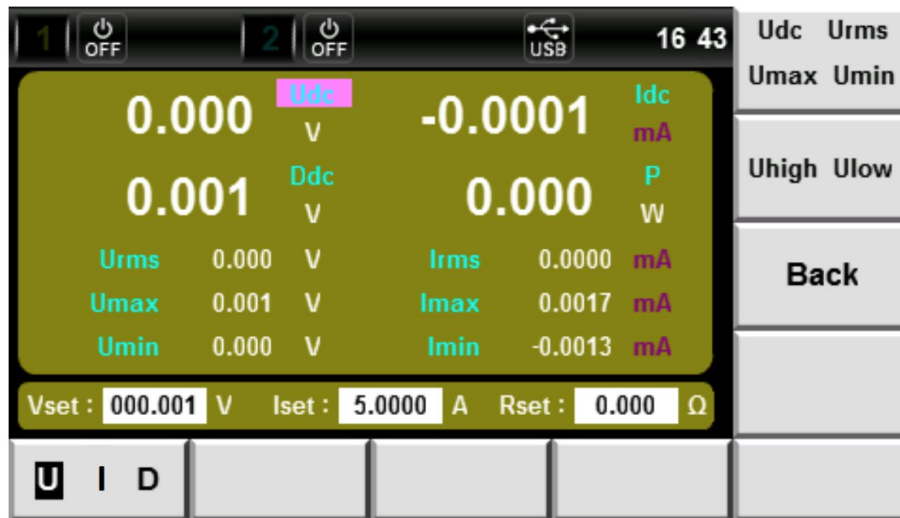 1 OFF 2 OFF USB 16 43
Udc Urms
Umax Umin
0.000 Udc V -0.0001 Idc mA
Uhigh Ulow
0.001 Ddc V 0.000 P W
Urms 0.000 V Irms 0.0000 mA
Back
Umax 0.001 V Imax 0.0017 mA
Umin 0.000 V Imin -0.0013 mA
Vset : 000.001 V Iset : 5.0000 A Rset : 0.000 Ω
U I D